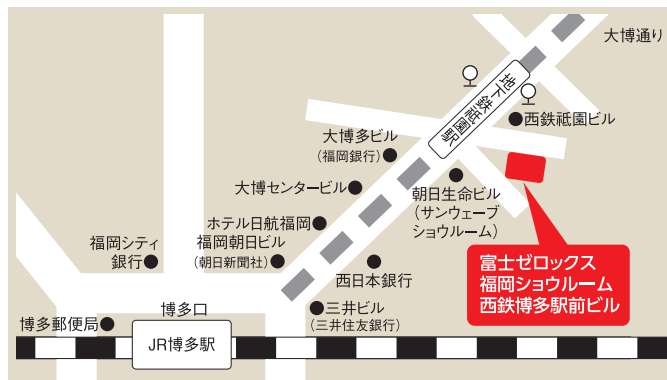 大博通り
地下鉄祗園駅
西鉄祗園ビル
大博多ビル
(福岡銀行)
大博センタービル
朝日生命ビル
(サンウェーブ
ショウルーム)
ホテル日航福岡
福岡朝日ビル
(朝日新聞社)
福岡シティ
銀行
西日本銀行
富士ゼロックス
福岡ショウルーム
西鉄博多駅前ビル
博多口
三井ビル
(三井住友銀行)
博多郵便局
JR博多駅